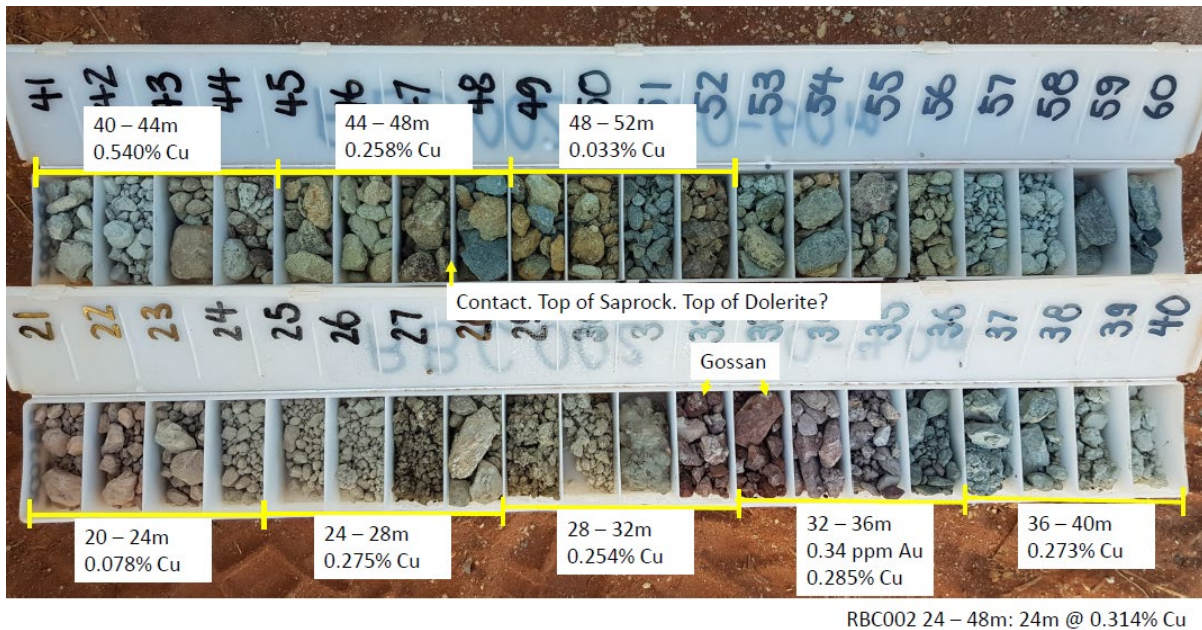 41 42 43 44 45 46 47 48 49 50 51 52 53 54 55 56 57 58 59 60
40 – 44m
0.540% Cu
44 – 48m
0.258% Cu
48 – 52m
0.033% Cu
Contact. Top of Saprock. Top of Dolerite?
21 22 23 24 25 26 27 33 35 36 37 38 39 40
Gossan
20 – 24m
0.078% Cu
24 – 28m
0.275% Cu
28 – 32m
0.254% Cu
32 – 36m
0.34 ppm Au
0.285% Cu
36 – 40m
0.273% Cu
RBC002 24 – 48m: 24m @ 0.314% Cu